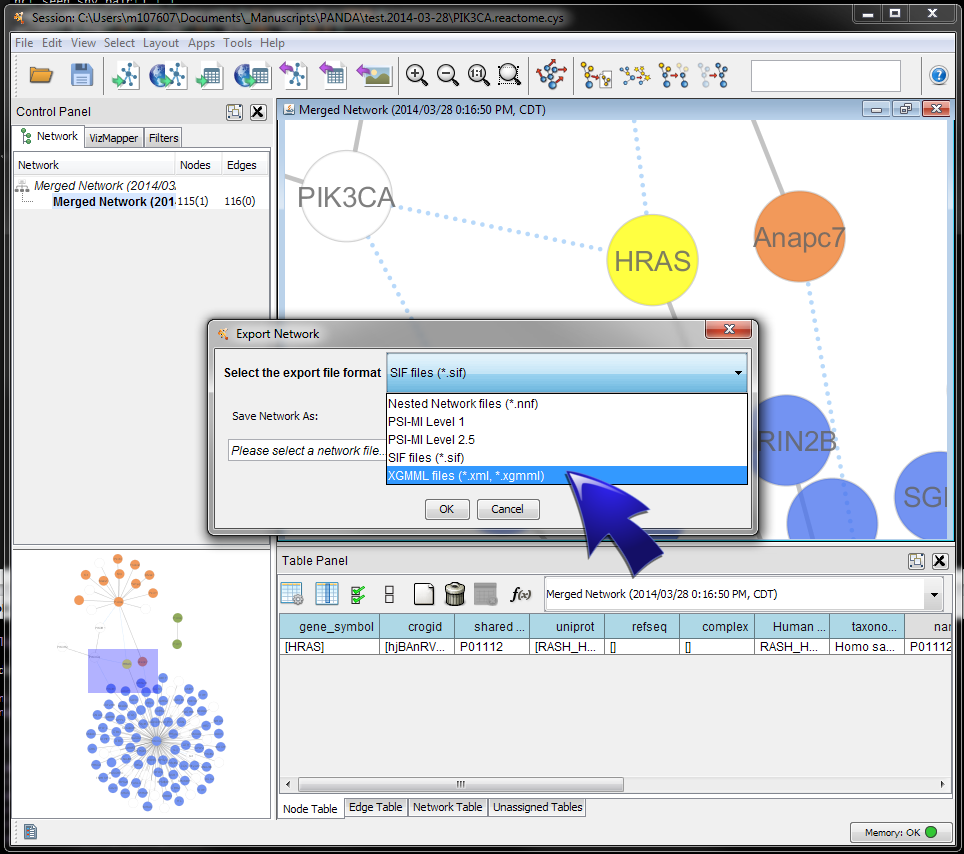 Session: C:\Users\m107607\Documents\_Manuscripts\PANDA\test.2014-03-28\PIK3CA.reactome.cys
File Edit View Select Layout Apps Tools Help
Control Panel
Network VizMapper Filters
Network Nodes Edges
Merged Network (2014/03
Merged Network (201 115(1) 116(0)
Merged Network (2014/03/28 0:16:50 PM, CDT)
PIK3CA
HRAS
Anapc7
RIN2B
SGI
Export Network
Select the export file format SIF files (*.sif)
Nested Network files (*.nnf)
PSI-MI Level 1
PSI-MI Level 2.5
SIF files (*.sif)
XGMML files (*.xml, *.xgmml)
Save Network As:
Please select a network file...
OK Cancel
Table Panel
f(x) Merged Network (2014/03/28 0:16:50 PM, CDT)
gene_symbol crogid shared ... uniprot refseq complex Human ... taxono... nar
[HRAS] [hjBAnRV... P01112 [RASH_H... [] [] RASH_H... Homo sa... P01112
Node Table Edge Table Network Table Unassigned Tables
Memory: OK